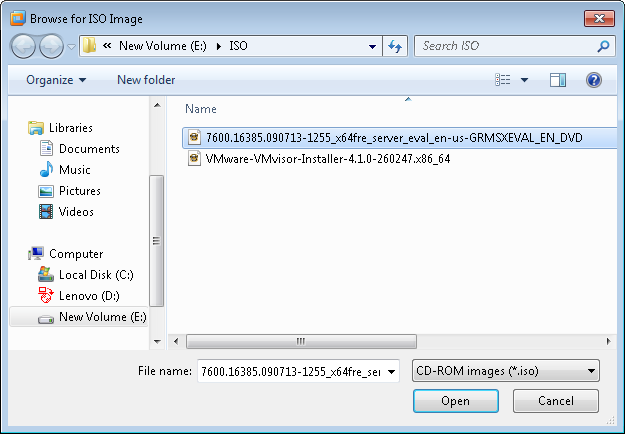 Browse for ISO Image
« New Volume (E:) ISO
Search ISO
Organize
New folder
Name
Libraries
Documents
Music
Pictures
Videos
Computer
Local Disk (C:)
Lenovo (D:)
New Volume (E:)
7600.16385.090713-1255_x64fre_server_eval_en-us-GRMSXEVAL_EN_DVD
VMware-VMvisor-Installer-4.1.0-260247.x86_64
File name: 7600.16385.090713-1255_x64fre_ser
CD-ROM images (*.iso)
Open
Cancel